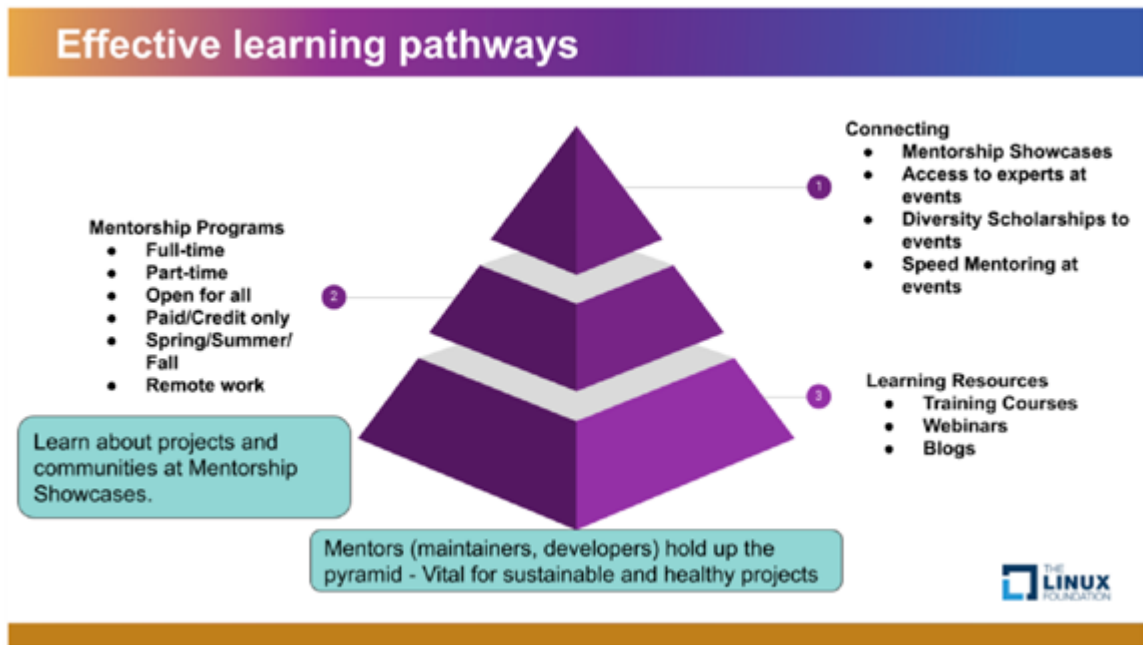 Effective learning pathways
Connecting
● Mentorship Showcases
● Access to experts at
events
● Diversity Scholarships to
events
● Speed Mentoring at
events
1
Mentorship Programs
● Full-time
● Part-time
● Open for all
● Paid/Credit only
● Spring/Summer/
Fall
● Remote work
2
Learning Resources
● Training Courses
● Webinars
● Blogs
3
Learn about projects and
communities at Mentorship
Showcases.
Mentors (maintainers, developers) hold up the
pyramid - Vital for sustainable and healthy projects
THE
LINUX
FOUNDATION